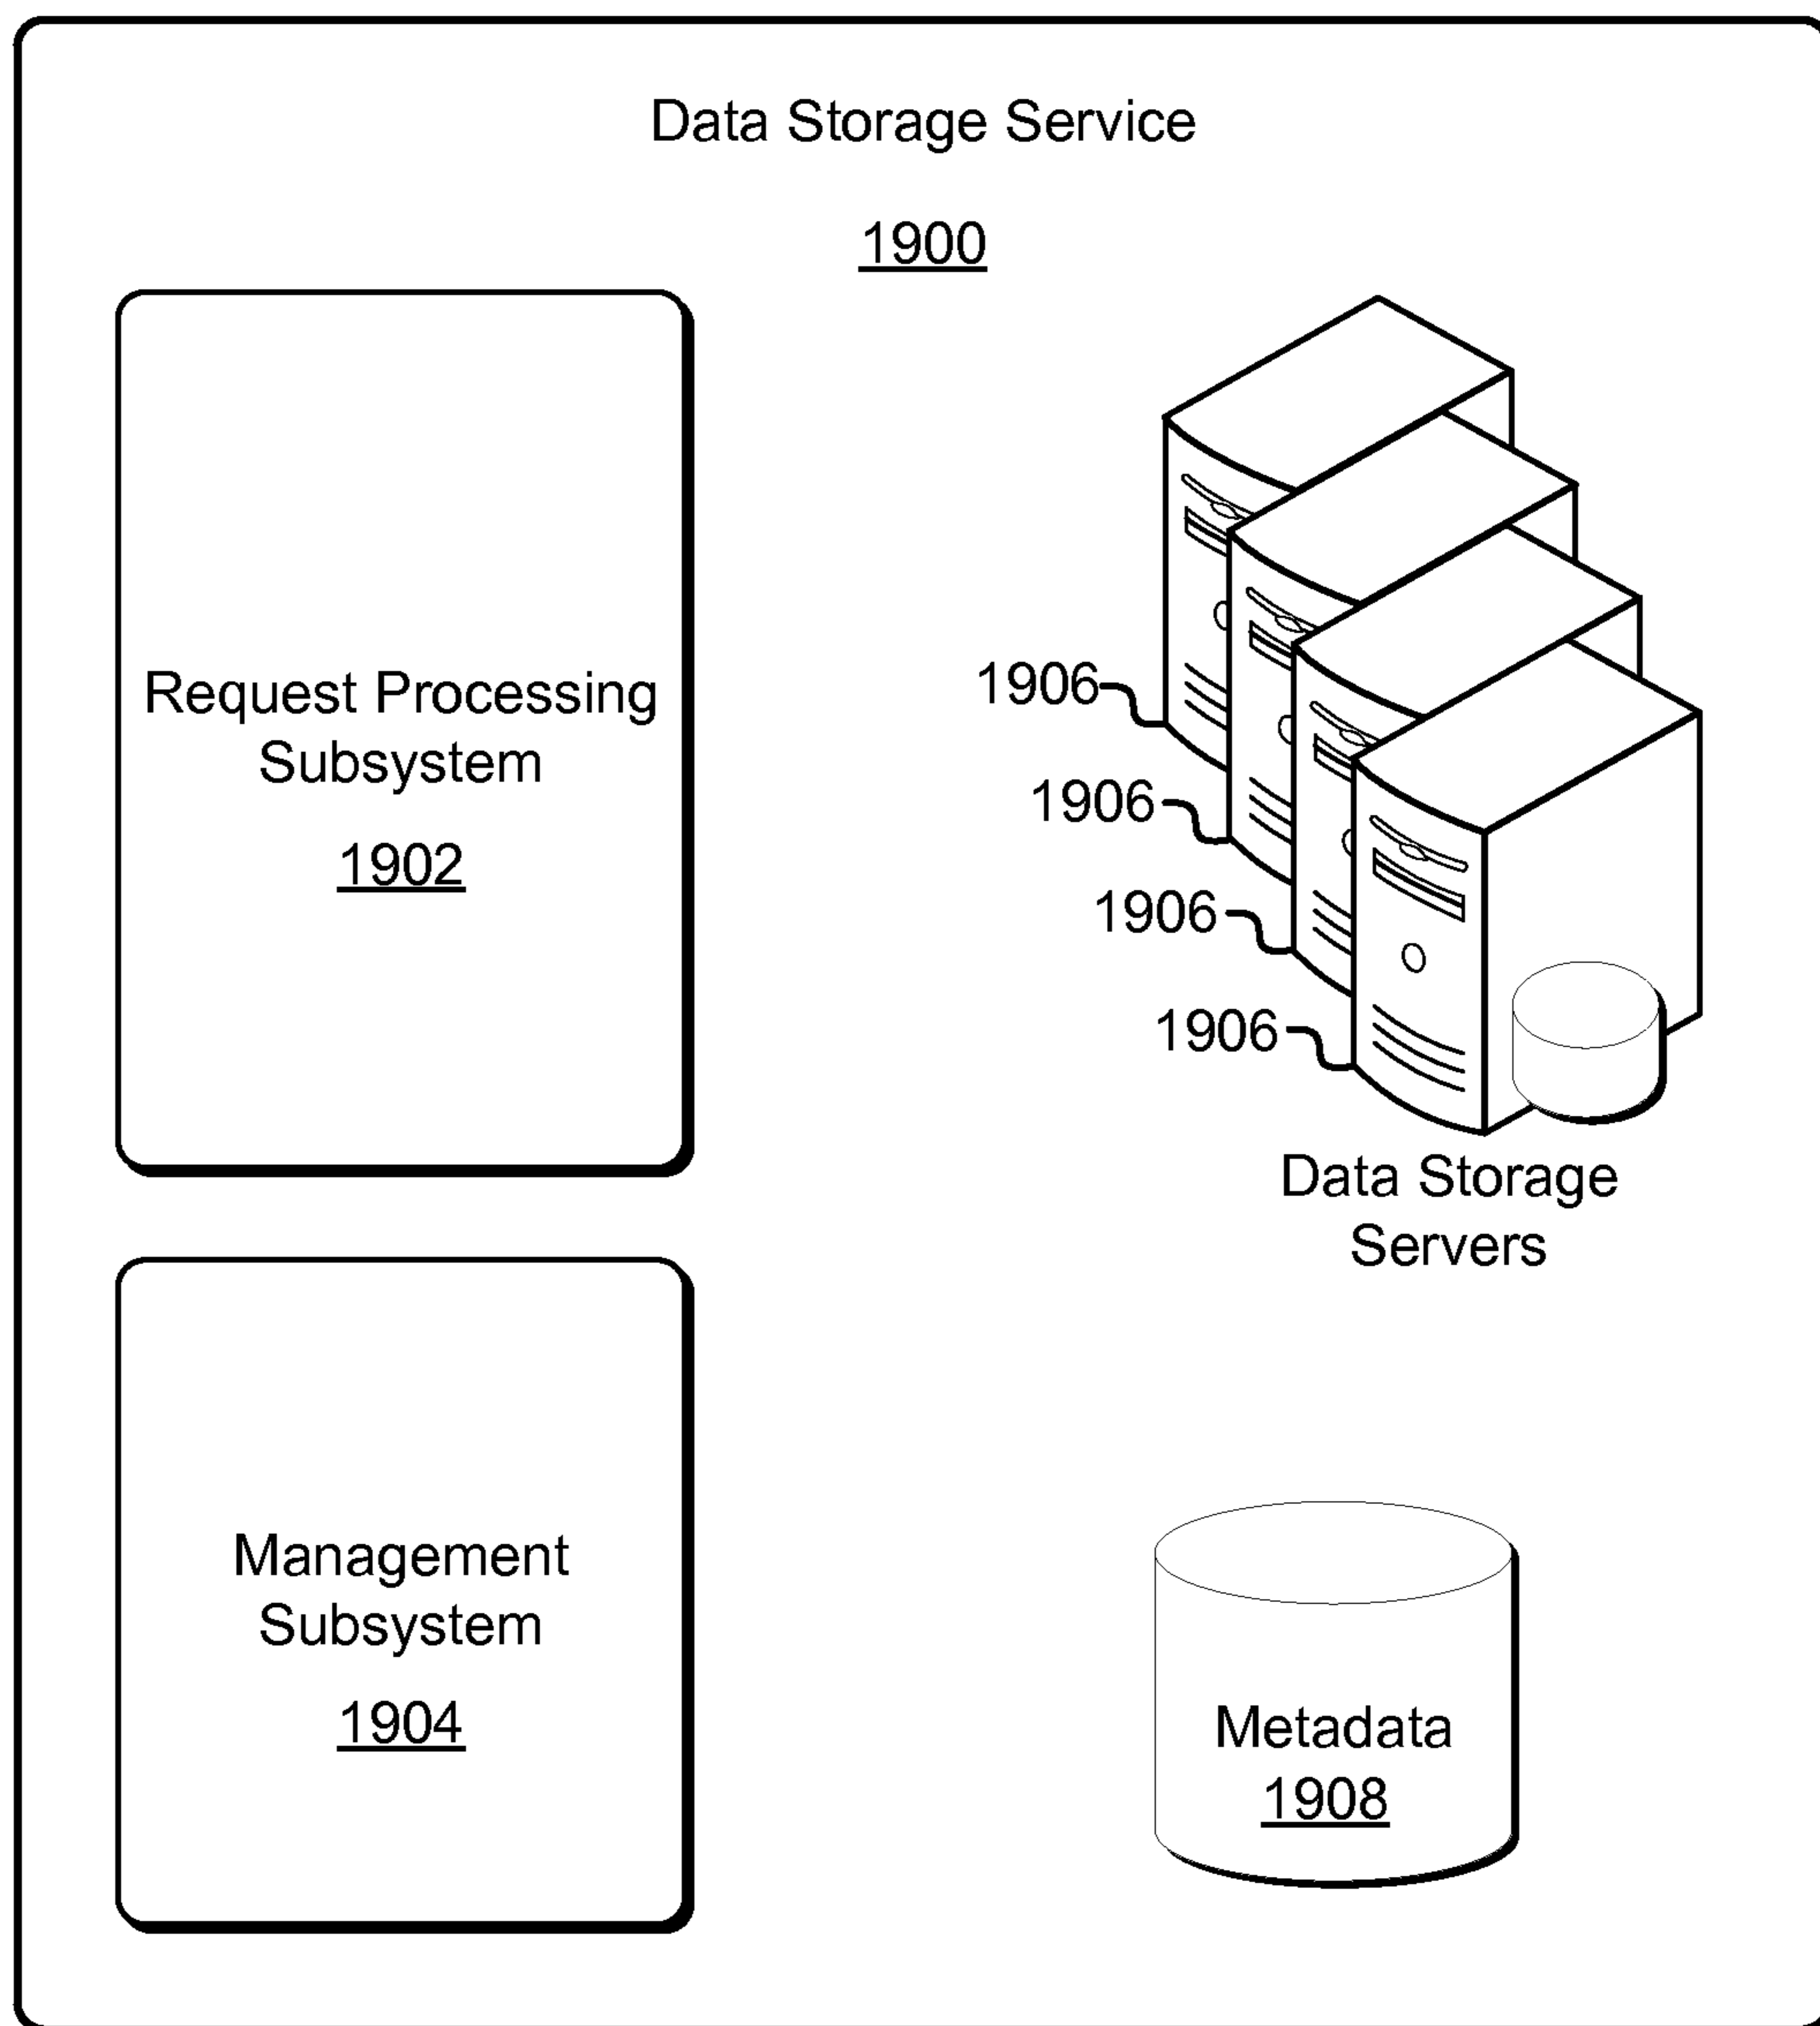 Data Storage Service
1900
Request Processing
Subsystem
1902
1906
1906
1906
1906
Data Storage
Servers
Management
Subsystem
1904
Metadata
1908